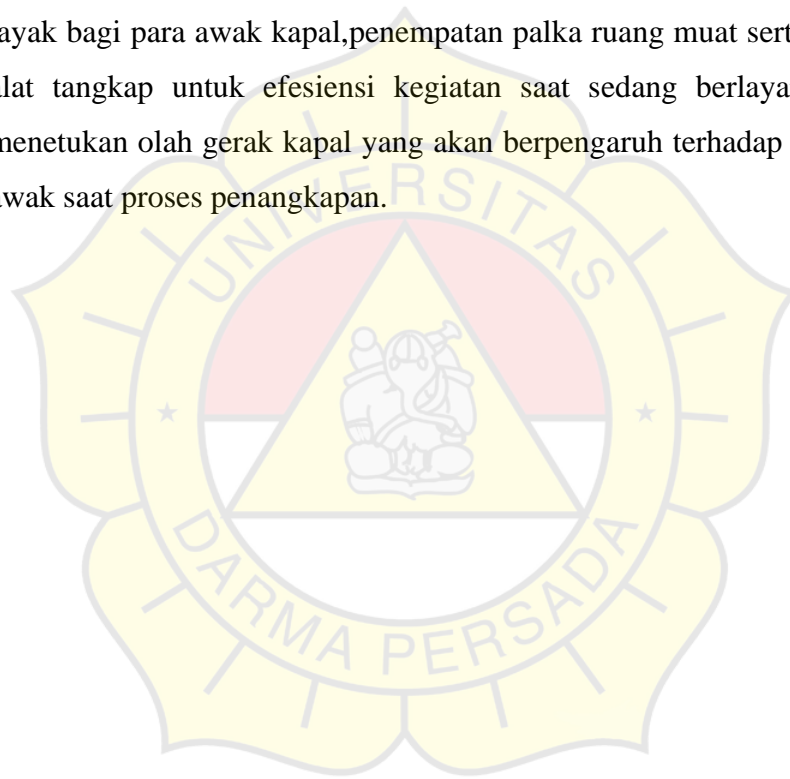 ayak bagi para awak kapal,penempatan palka ruang muat sert
alat tangkap untuk efesiensi kegiatan saat sedang berlaya
menetukan olah gerak kapal yang akan berpengaruh terhadap
awak saat proses penangkapan.
UNIVERSITAS
DARMA PERSADA